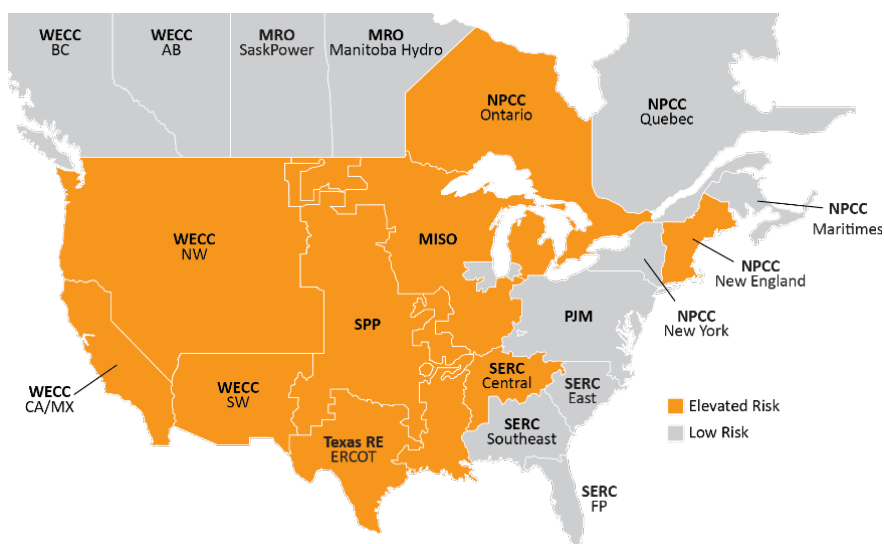 WECC
BC
WECC
AB
MRO
SaskPower
MRO
Manitoba Hydro
NPCC
Ontario
NPCC
Quebec
NPCC
Maritimes
WECC
NW
MISO
NPCC
New England
SPP
PJM
NPCC
New York
WECC
CA/MX
WECC
SW
SERC
Central
SERC
East
Elevated Risk
Low Risk
Texas RE
ERCOT
SERC
Southeast
SERC
FP